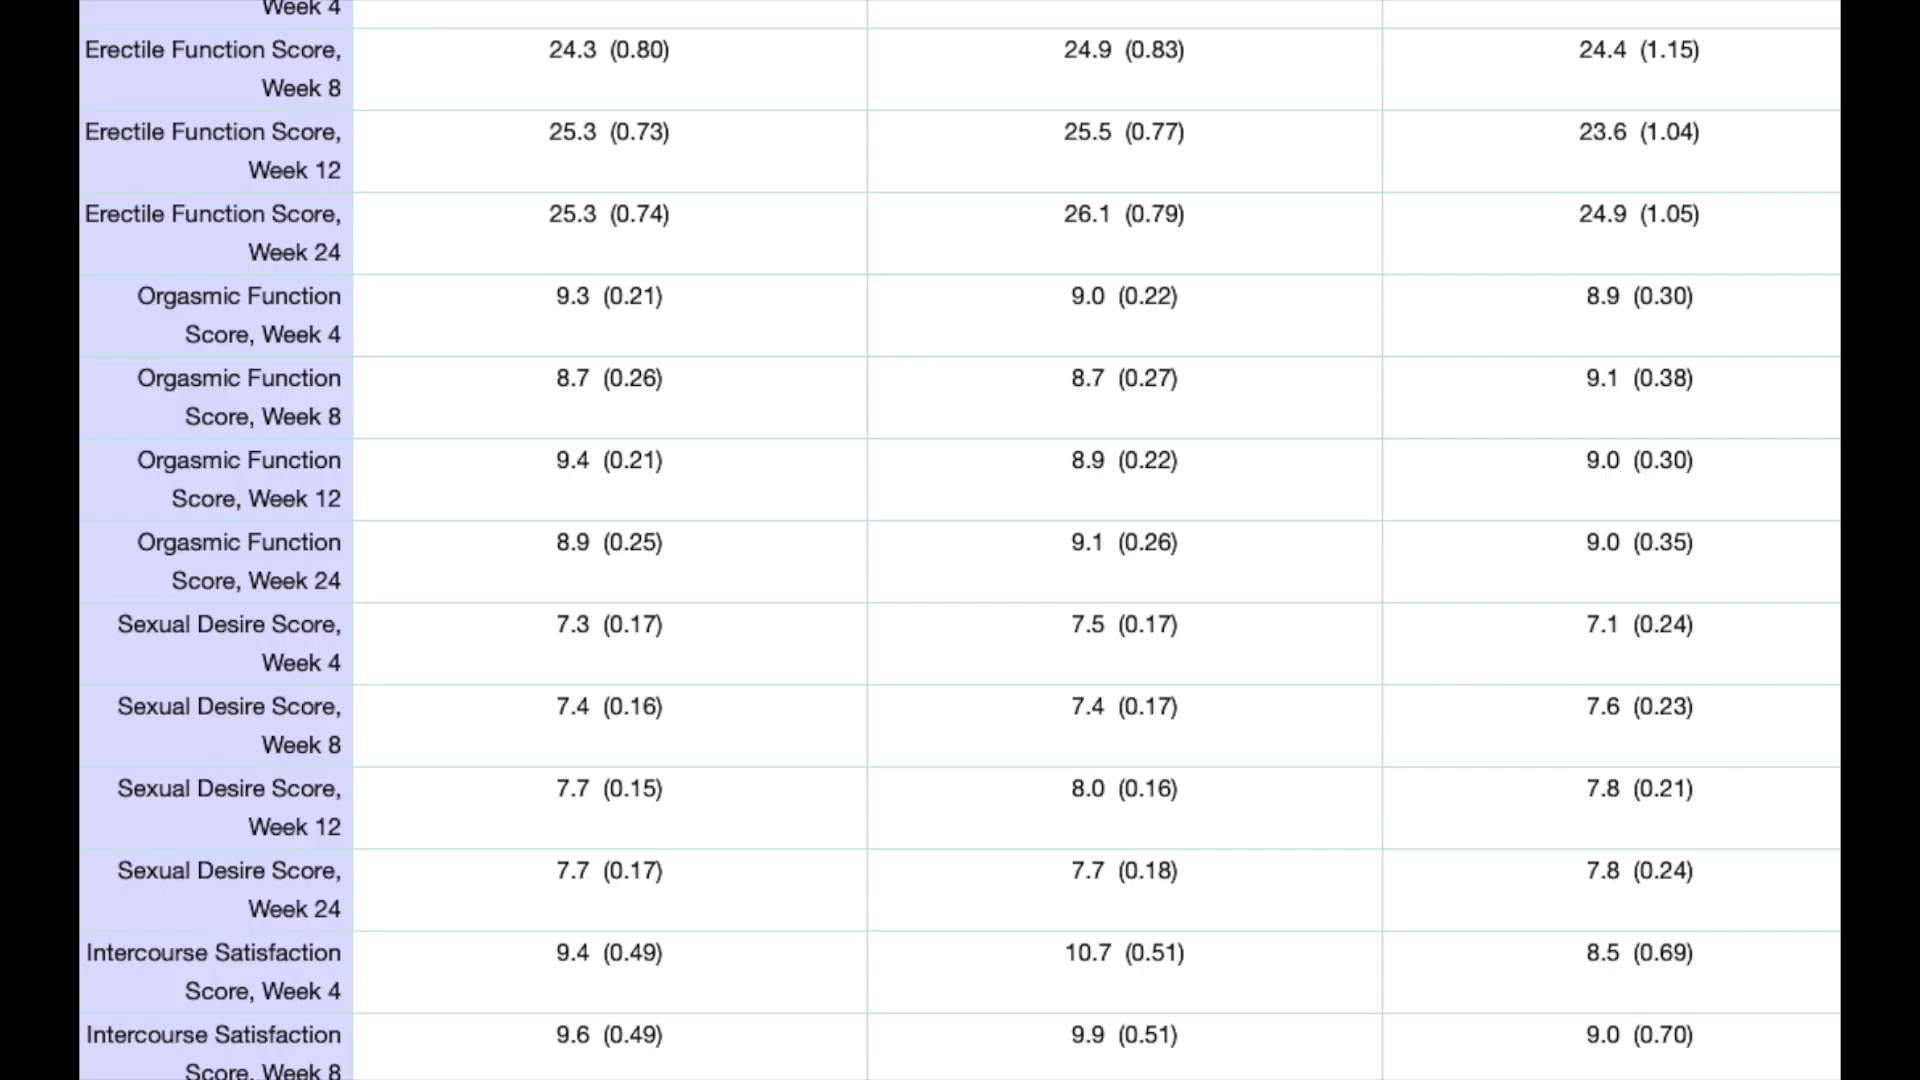 Week 4
Erectile Function Score, 24.3 (0.80) 24.9 (0.83) 24.4 (1.15)
Week 8
Erectile Function Score, 25.3 (0.73) 25.5 (0.77) 23.6 (1.04)
Week 12
Erectile Function Score, 25.3 (0.74) 26.1 (0.79) 24.9 (1.05)
Week 24
Orgasmic Function 9.3 (0.21) 9.0 (0.22) 8.9 (0.30)
Score, Week 4
Orgasmic Function 8.7 (0.26) 8.7 (0.27) 9.1 (0.38)
Score, Week 8
Orgasmic Function 9.4 (0.21) 8.9 (0.22) 9.0 (0.30)
Score, Week 12
Orgasmic Function 8.9 (0.25) 9.1 (0.26) 9.0 (0.35)
Score, Week 24
Sexual Desire Score, 7.3 (0.17) 7.5 (0.17) 7.1 (0.24)
Week 4
Sexual Desire Score, 7.4 (0.16) 7.4 (0.17) 7.6 (0.23)
Week 8
Sexual Desire Score, 7.7 (0.15) 8.0 (0.16) 7.8 (0.21)
Week 12
Sexual Desire Score, 7.7 (0.17) 7.7 (0.18) 7.8 (0.24)
Week 24
Intercourse Satisfaction 9.4 (0.49) 10.7 (0.51) 8.5 (0.69)
Score, Week 4
Intercourse Satisfaction 9.6 (0.49) 9.9 (0.51) 9.0 (0.70)
Score, Week 8